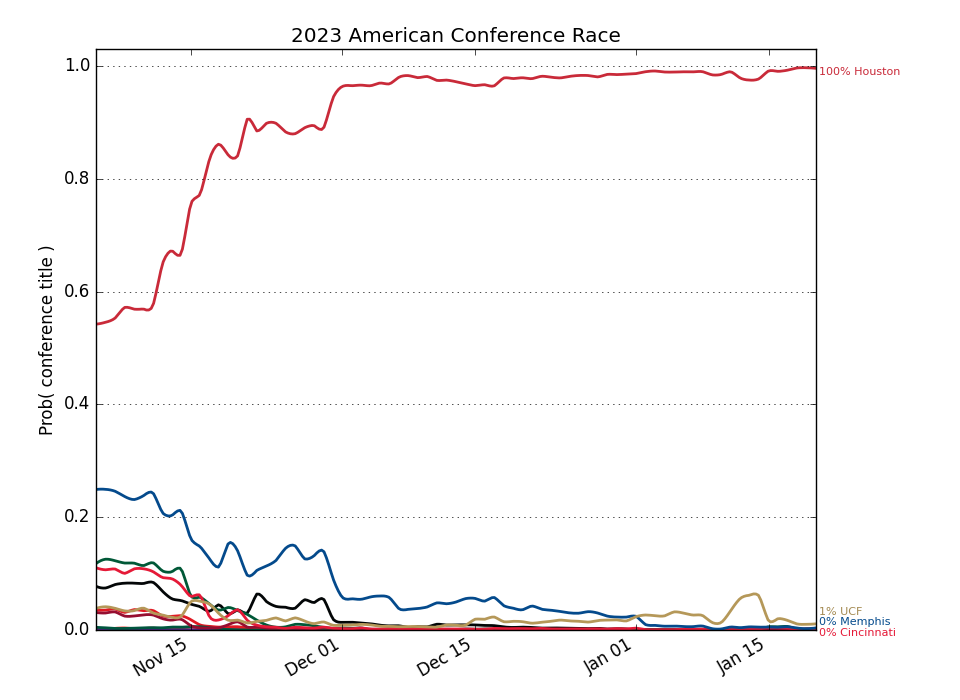 2023 American Conference Race
Prob( conference title )
1.0
0.8
0.6
0.4
0.2
0.0
Nov 15
Dec 01
Dec 15
Jan 01
Jan 15
100% Houston
1% UCF
0% Memphis
0% Cincinnati